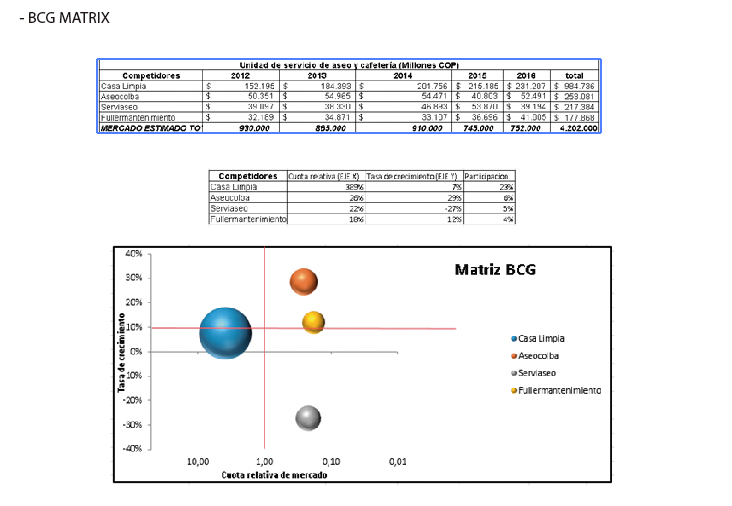 - BCG MATRIX
Unidad de servicio de aseo y cafetería (Millones COP)
Competidores 2012 2013 2014 2015 2016 total
Casa Limpia $ 152.195 $ 184.393 $ 201.756 $ 215.185 $ 231.207 $ 984.736
Aseocolba $ 50.351 $ 54.965 $ 54.471 $ 40.803 $ 52.491 $ 253.081
Serviaseo $ 39.097 $ 38.330 $ 46.893 $ 53.870 $ 39.194 $ 217.384
Fullermantenimiento $ 32.189 $ 34.871 $ 33.107 $ 36.696 $ 41.005 $ 177.868
MERCADO ESTIMADO TO 930.000 865.000 910.000 745.000 752.000 4.202.000
Competidores Cuota relativa (EJE X) Tasa de crecimiento (EJE Y) Participacion
Casa Limpia 389% 7% 23%
Aseocolba 26% 29% 6%
Serviaseo 22% -27% 5%
Fullermantenimiento 18% 12% 4%
Matriz BCG
40%
30%
20%
10%
0%
-10%
-20%
-30%
-40%
Tasa de crecimiento
10,00 1,00 0,10 0,01
Cuota relativa de mercado
Casa Limpia
Aseocolba
Serviaseo
Fullermantenimiento